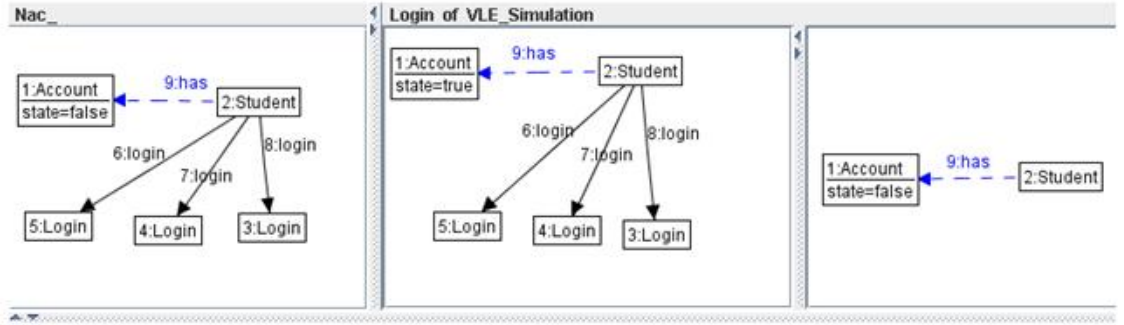 Nac_
1:Account
state=false
9:has
2:Student
6:login
7:login
8:login
5:Login
4:Login
3:Login
Login of VLE_Simulation
1:Account
state=true
9:has
2:Student
6:login
7:login
8:login
5:Login
4:Login
3:Login
1:Account
state=false
9:has
2:Student